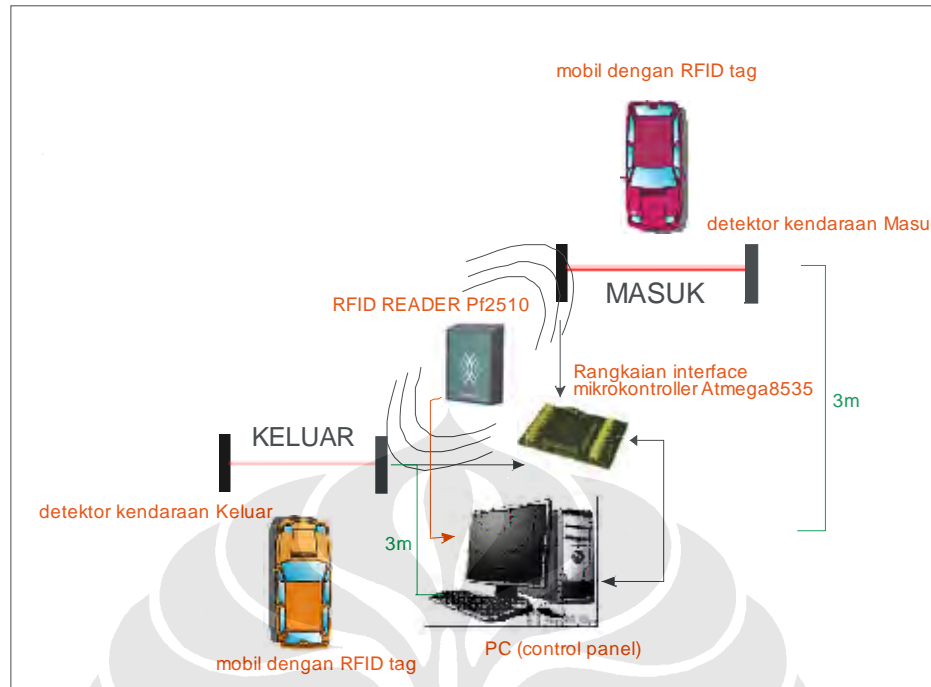 mobil dengan RFID tag
detektor kendaraan Masu
MASUK
RFID READER Pf2510
Rangkaian interface
mikrokontroller Atmega8535
3m
KELUAR
detektor kendaraan Keluar
3m
PC (control panel)
mobil dengan RFID tag